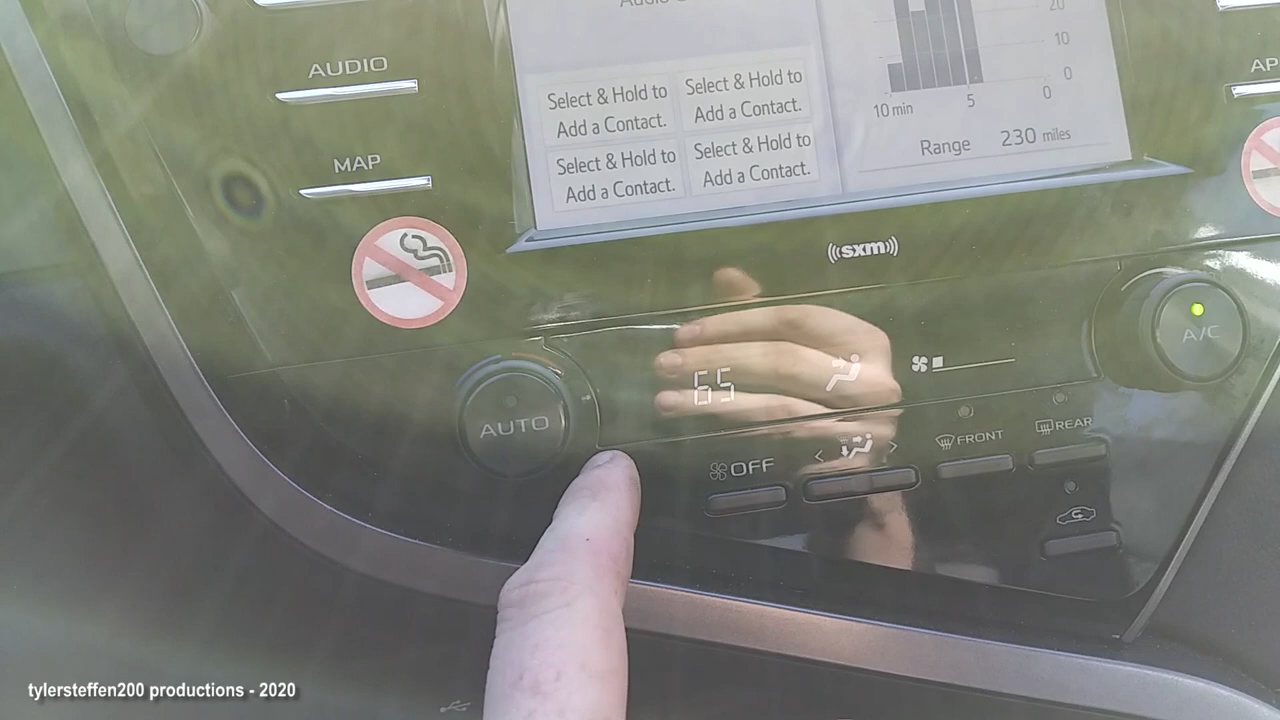 AUDIO
MAP
Select & Hold to
Add a Contact.
Select & Hold to
Add a Contact.
Select & Hold to
Add a Contact.
Select & Hold to
Add a Contact.
20
10
0
10 min
5
0
Range 230 miles
sxm
AUTO
65
A/C
OFF
< >
FRONT
REAR
tylersteffen200 productions - 2020